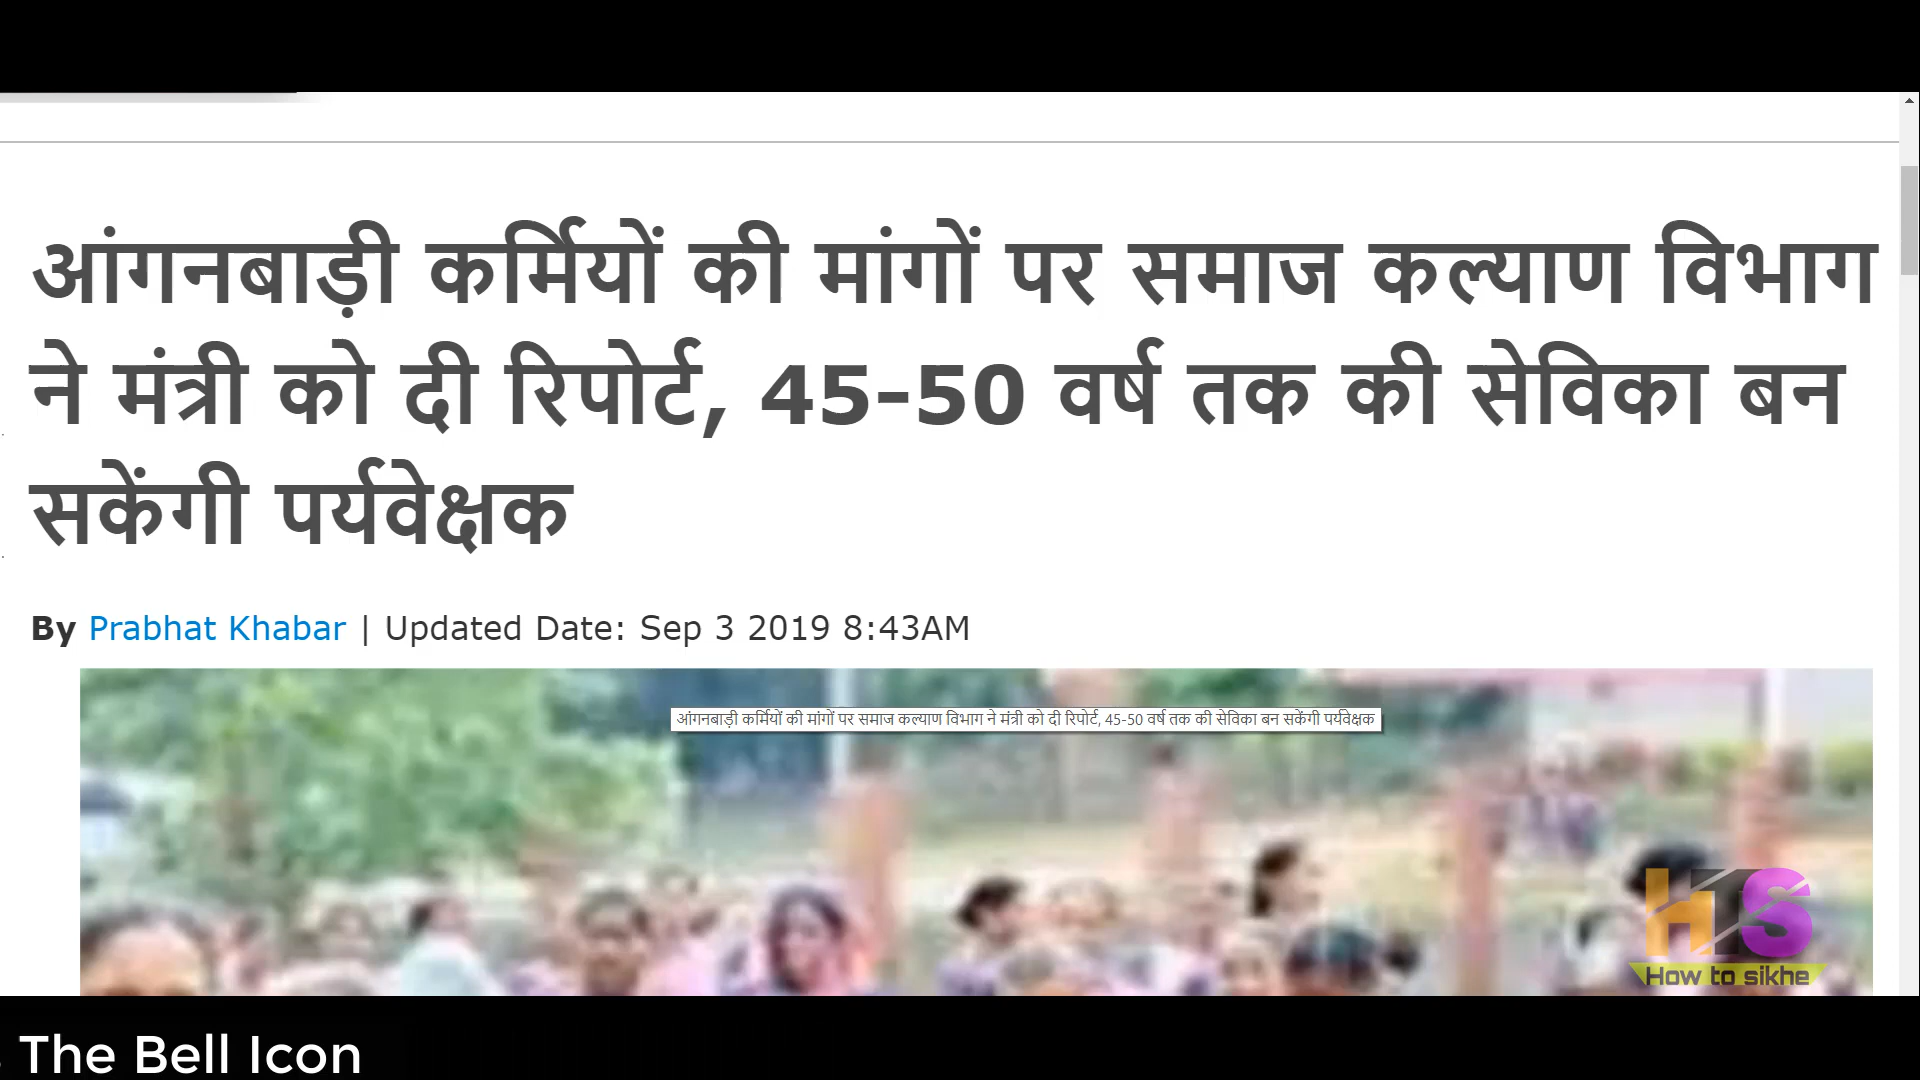 आंगनबाड़ी कर्मियों की मांगों पर समाज कल्याण विभाग
ने मंत्री को दी रिपोर्ट, 45-50 वर्ष तक की सेविका बन
सकेंगी पर्यवेक्षक
By Prabhat Khabar | Updated Date: Sep 3 2019 8:43AM
आंगनबाड़ी कर्मियों की मांगों पर समाज कल्याण विभाग ने मंत्री को दी रिपोर्ट, 45-50 वर्ष तक की सेविका बन सकेंगी पर्यवेक्षक
HTS
How to sikhe
The Bell Icon